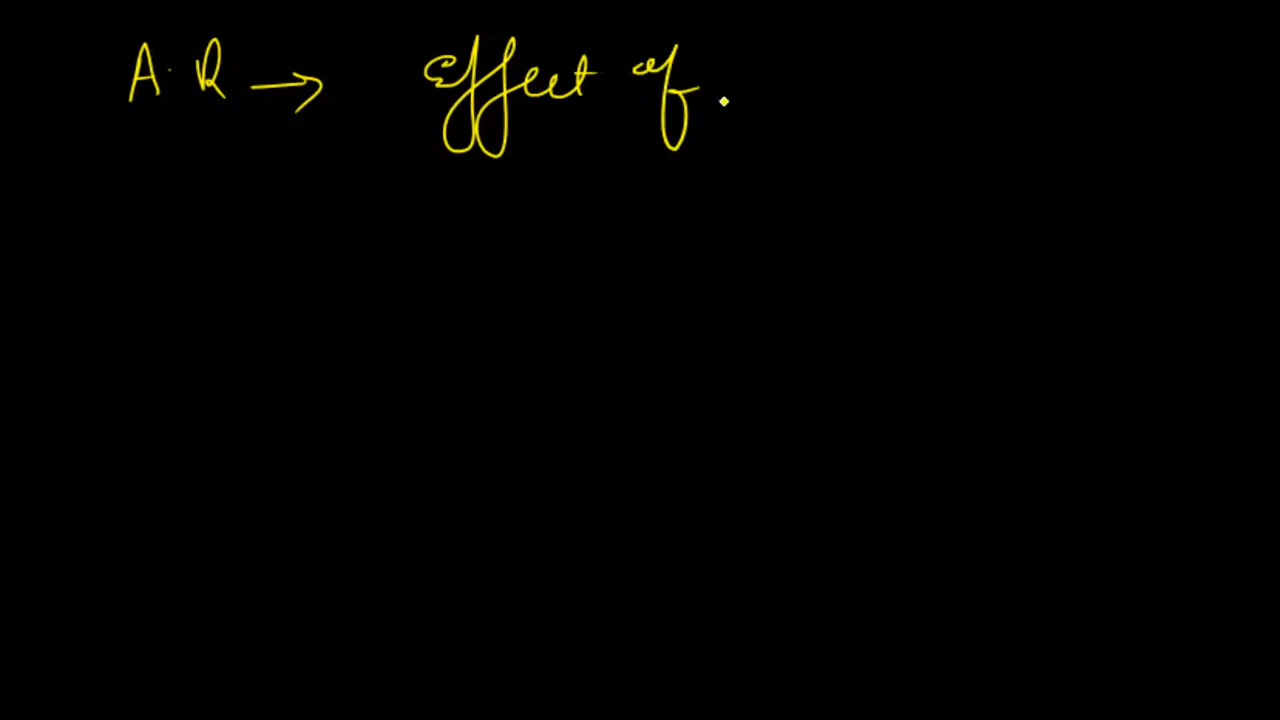 A.R → Effect of